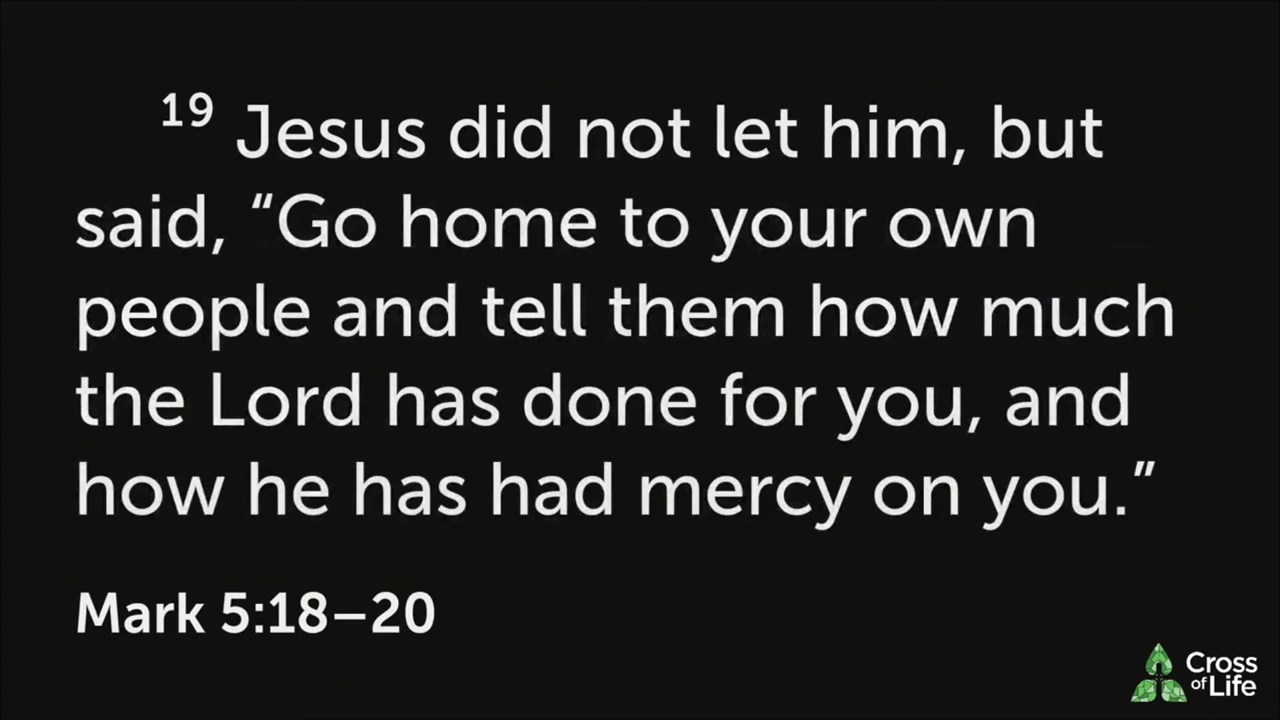 19 Jesus did not let him, but
said, “Go home to your own
people and tell them how much
the Lord has done for you, and
how he has had mercy on you.”
Mark 5:18–20
Cross
of Life